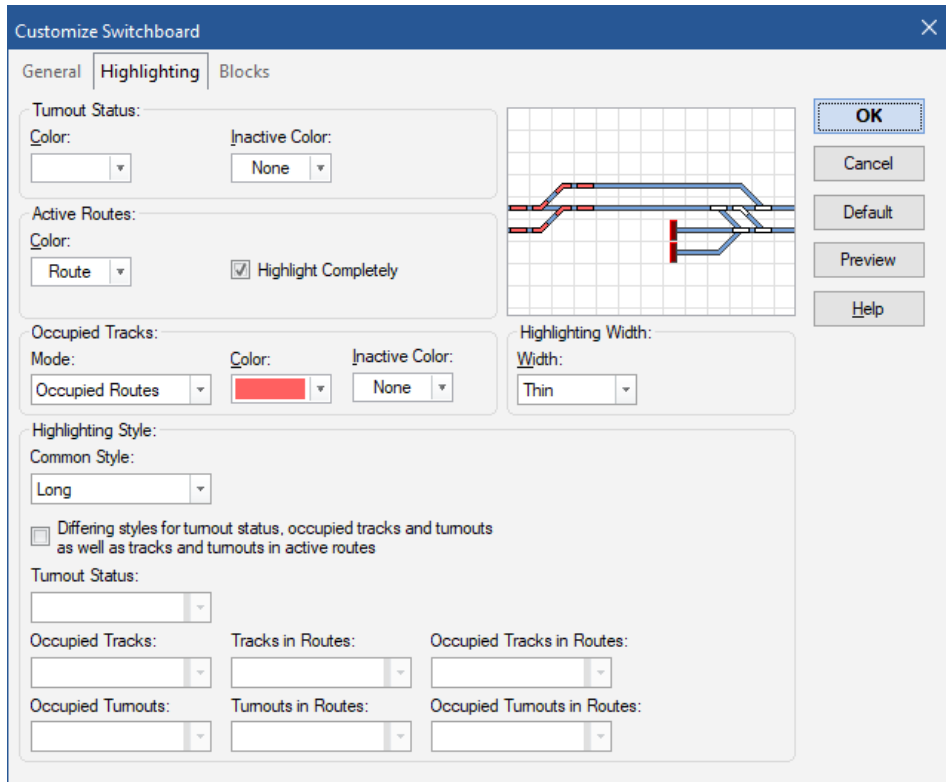 Customize Switchboard
General Highlighting Blocks
Turnout Status:
Color: Inactive Color:
None
Active Routes:
Color:
Route Highlight Completely
OK
Cancel
Default
Preview
Help
Occupied Tracks:
Mode: Color: Inactive Color:
Occupied Routes None
Highlighting Width:
Width:
Thin
Highlighting Style:
Common Style:
Long
Differing styles for turnout status, occupied tracks and turnouts
as well as tracks and turnouts in active routes
Turnout Status:
Occupied Tracks: Tracks in Routes: Occupied Tracks in Routes:
Occupied Turnouts: Turnouts in Routes: Occupied Turnouts in Routes: